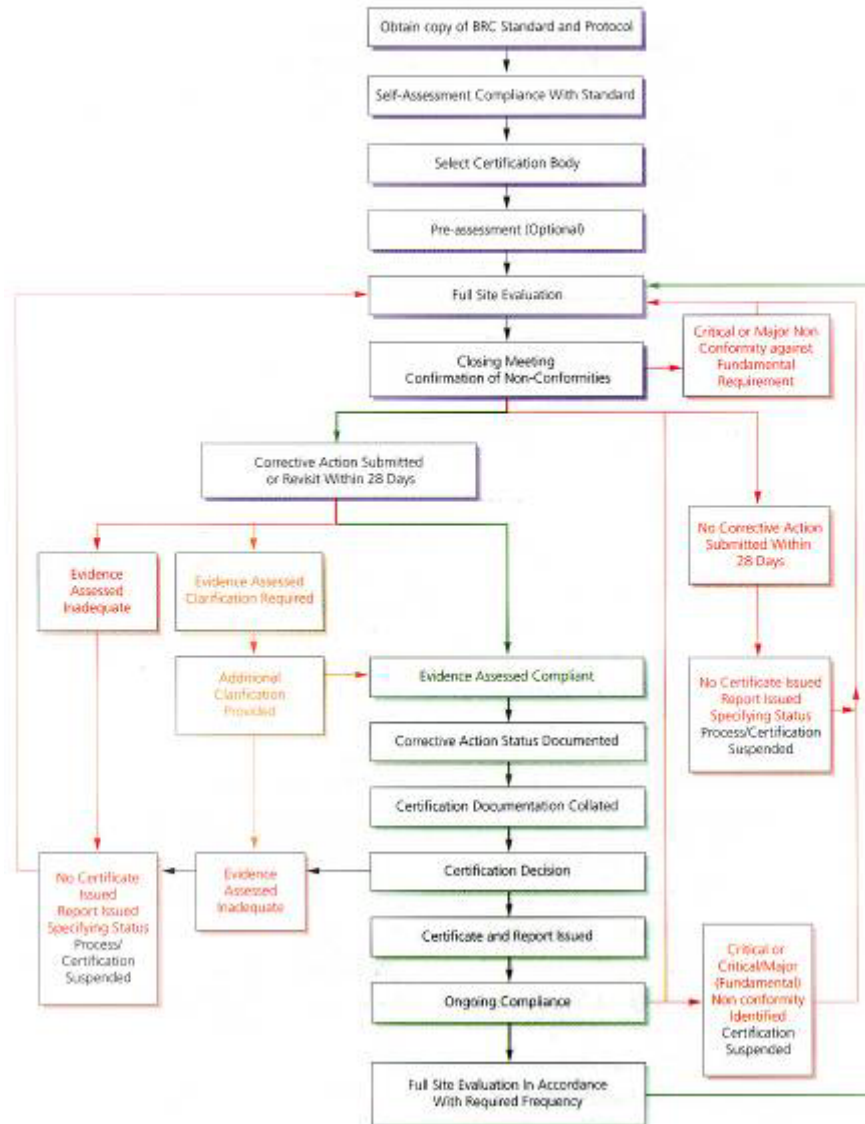 Obtain copy of BRC Standard and Protocol
Self-Assessment Compliance With Standard
Select Certification Body
Pre-assessment (Optional)
Full Site Evaluation
Closing Meeting
Confirmation of Non-Conformities
Critical or Major Non
Conformity against
Fundamental
Requirement
Corrective Action Submitted
or Revisit Within 28 Days
No Corrective Action
Submitted Within
28 Days
Evidence
Assessed
Inadequate
Evidence Assessed
Clarification Required
Additional
Clarification
Provided
Evidence Assessed Compliant
No Certificate Issued
Report Issued
Specifying Status
Process/Certification
Suspended
Corrective Action Status Documented
Certification Documentation Collated
No Certificate
Issued
Report Issued
Specifying Status
Process/
Certification
Suspended
Evidence
Assessed
Inadequate
Certification Decision
Certificate and Report Issued
Ongoing Compliance
Critical or
Critical/Major
(Fundamental)
Non conformity
Identified
Certification
Suspended
Full Site Evaluation In Accordance
With Required Frequency